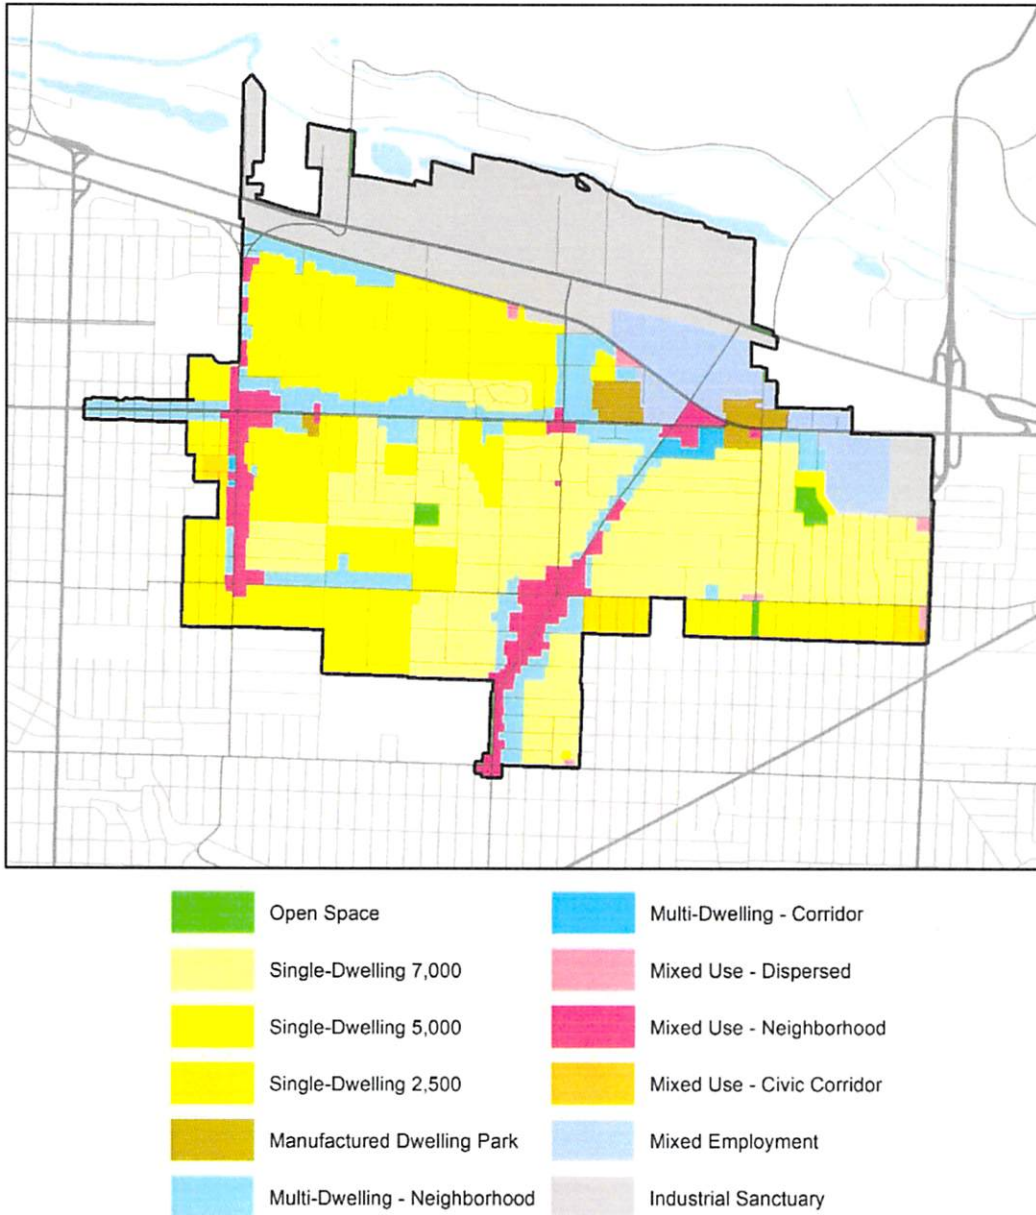 Open Space
Single-Dwelling 7,000
Single-Dwelling 5,000
Single-Dwelling 2,500
Manufactured Dwelling Park
Multi-Dwelling - Neighborhood
Multi-Dwelling - Corridor
Mixed Use - Dispersed
Mixed Use - Neighborhood
Mixed Use - Civic Corridor
Mixed Employment
Industrial Sanctuary